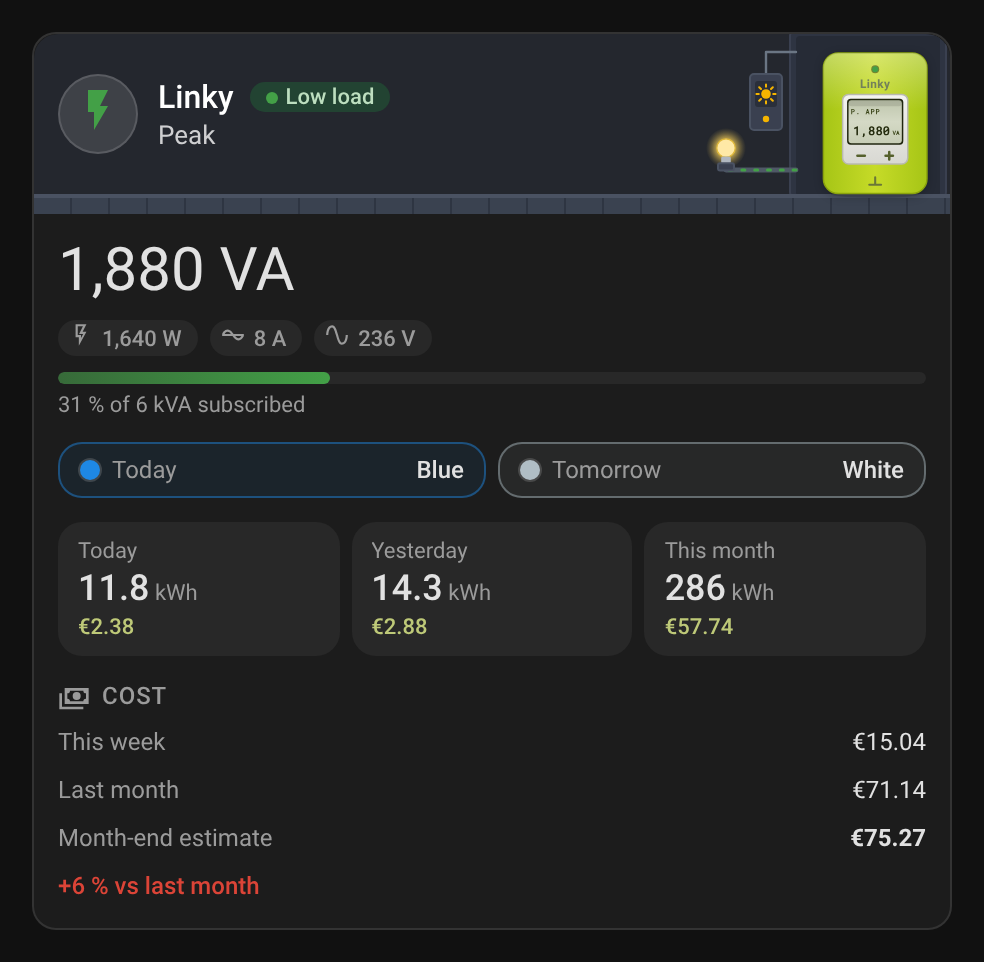 Linky
Low load
Peak
Linky
P. APP
1,880 VA
1,880 VA
1,640 W
8 A
236 V
31 % of 6 kVA subscribed
Today Blue
Tomorrow White
Today
11.8 kWh
€2.38
Yesterday
14.3 kWh
€2.88
This month
286 kWh
€57.74
COST
This week €15.04
Last month €71.14
Month-end estimate €75.27
+6 % vs last month